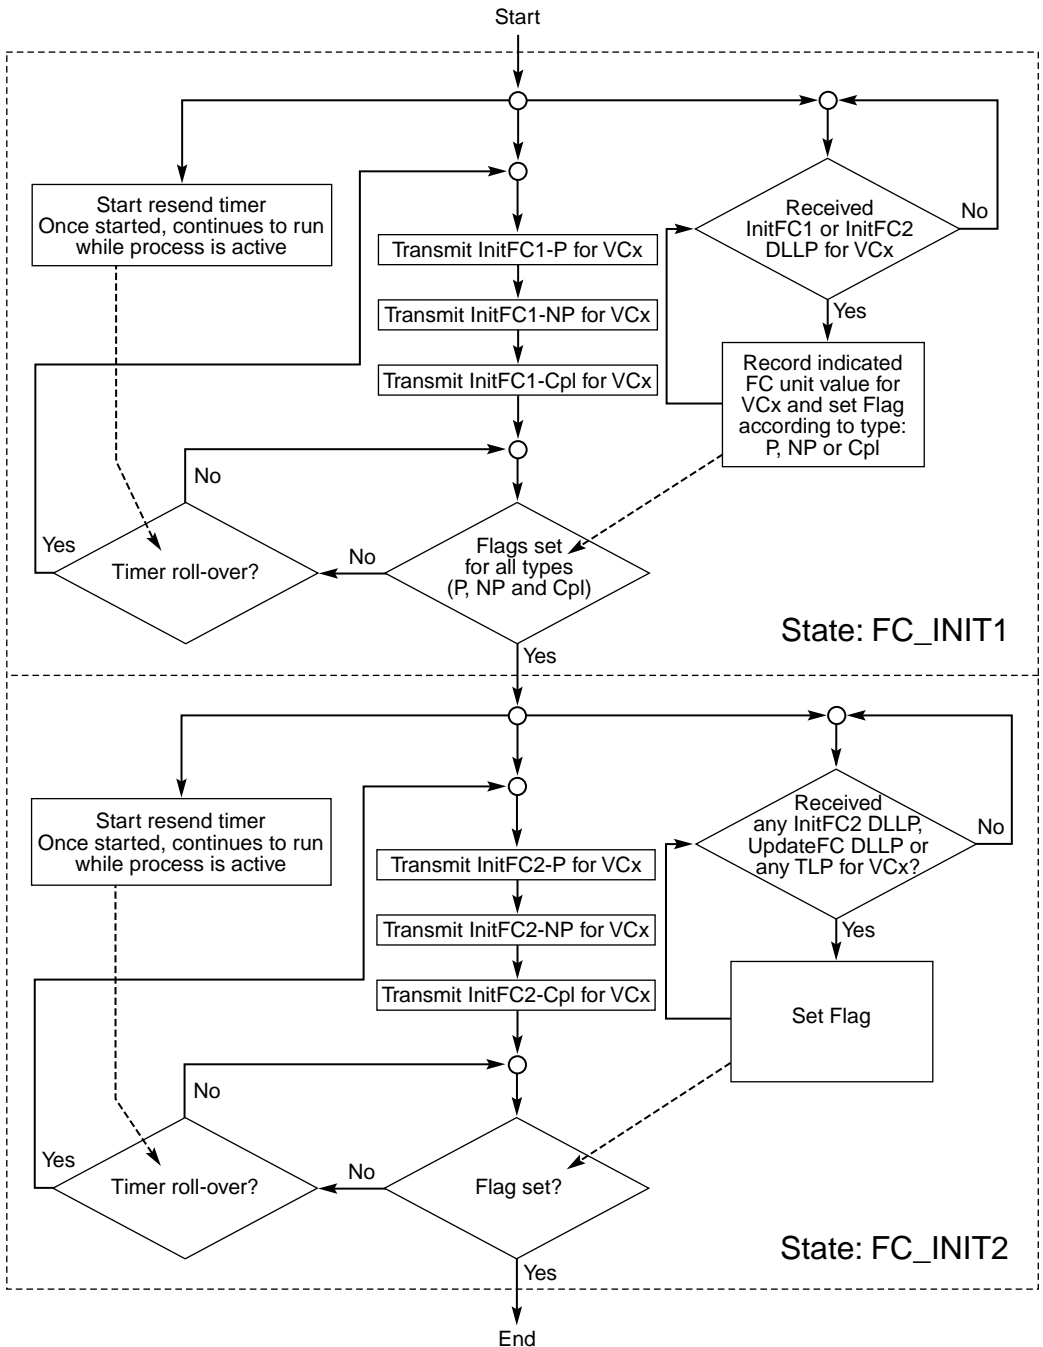 Start
Start resend timer
Once started, continues to run
while process is active
Transmit InitFC1-P for VCx
Transmit InitFC1-NP for VCx
Transmit InitFC1-Cpl for VCx
Received
InitFC1 or InitFC2
DLLP for VCx
No
Yes
Record indicated
FC unit value for
VCx and set Flag
according to type:
P, NP or Cpl
No
Yes
Timer roll-over?
No
Flags set
for all types
(P, NP and Cpl)
State: FC_INIT1
Yes
Start resend timer
Once started, continues to run
while process is active
Transmit InitFC2-P for VCx
Transmit InitFC2-NP for VCx
Transmit InitFC2-Cpl for VCx
Received
any InitFC2 DLLP,
UpdateFC DLLP or
any TLP for VCx?
No
Yes
Set Flag
No
Yes
Timer roll-over?
No
Flag set?
State: FC_INIT2
Yes
End